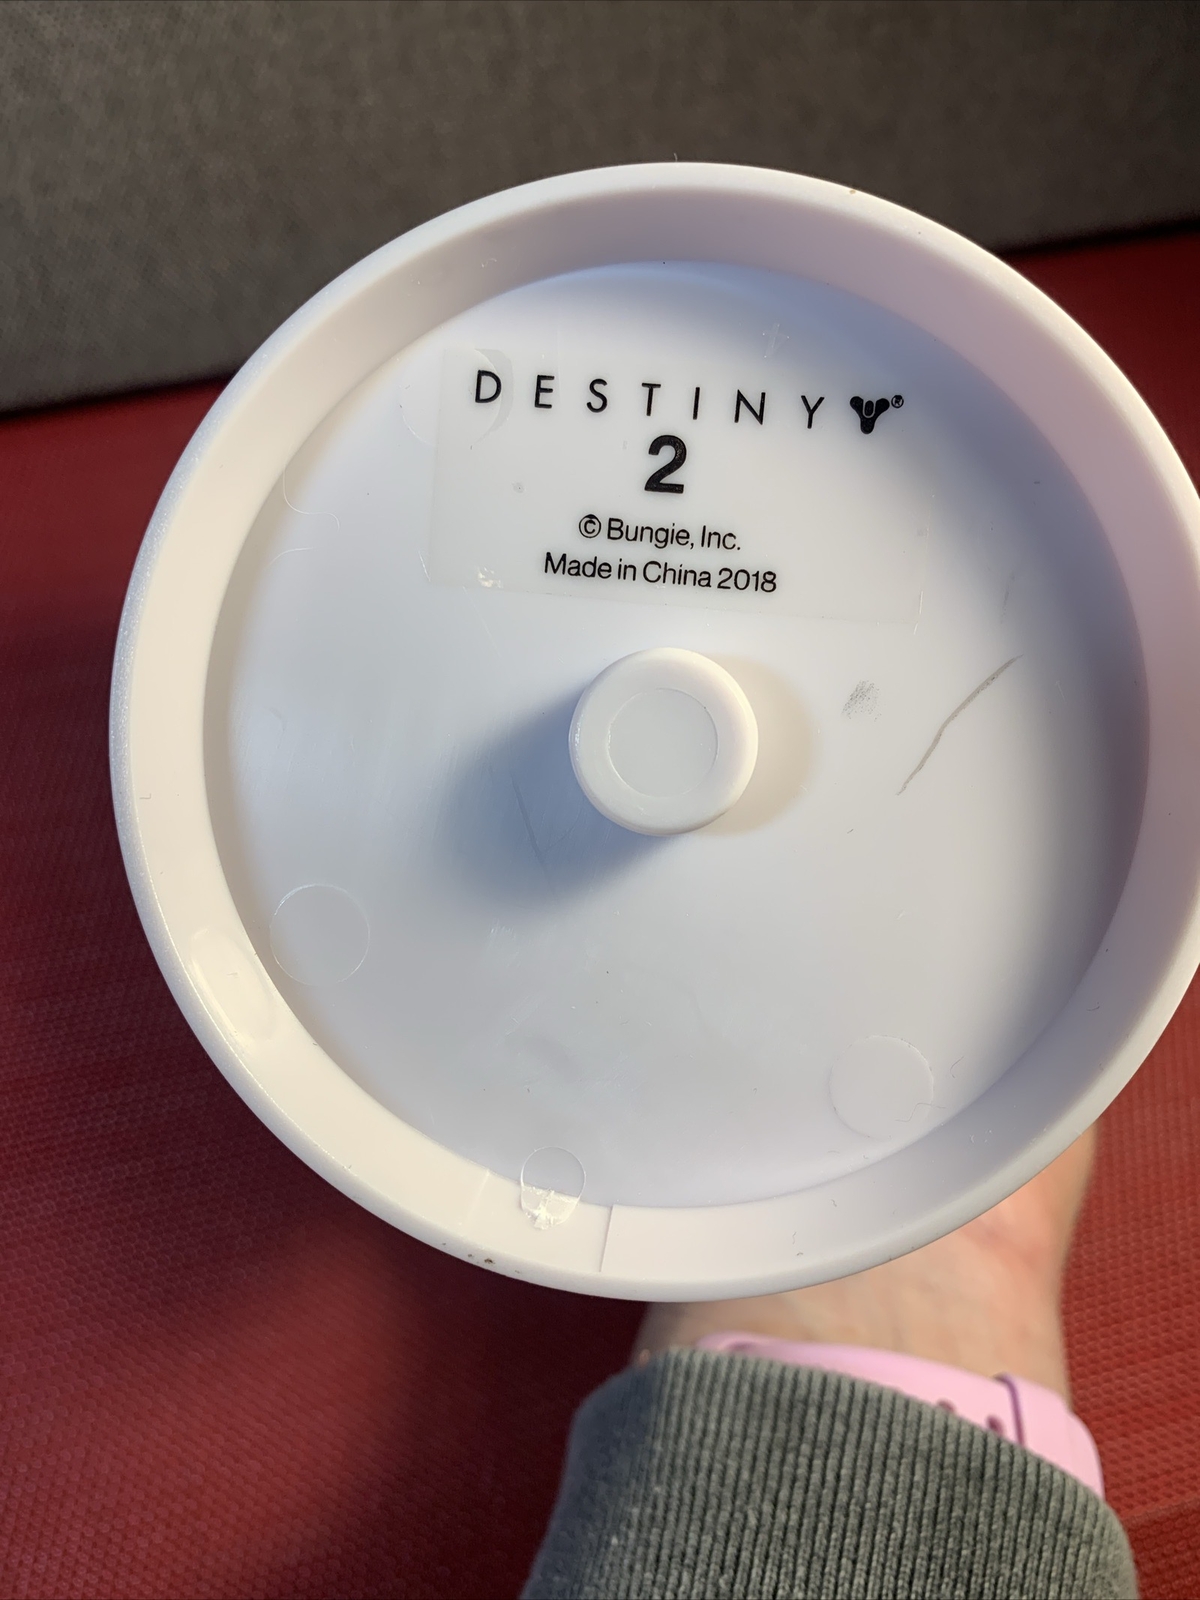 DESTINY®
2
© Bungie, Inc.
Made in China 2018